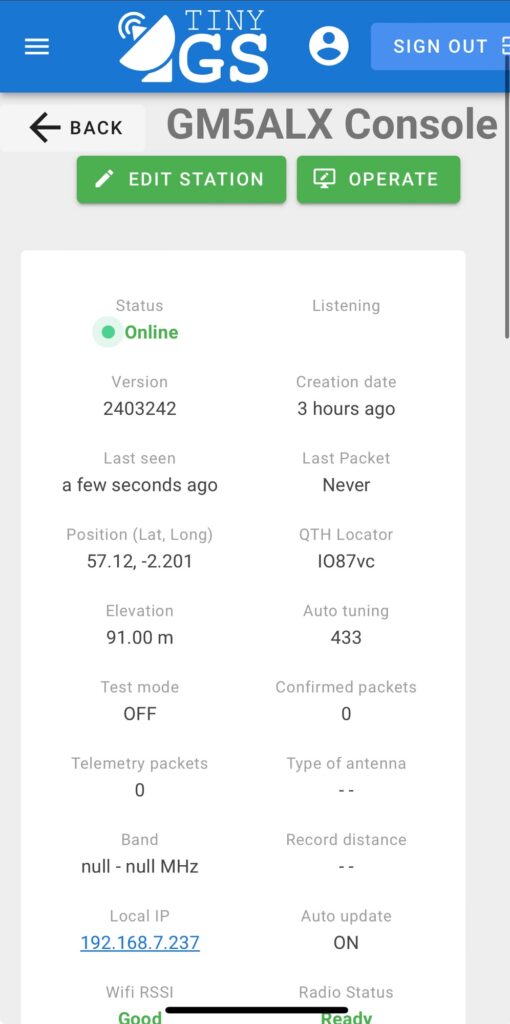 TINY
GS
SIGN OUT
BACK
GM5ALX Console
EDIT STATION
OPERATE
Status
Listening
Online
Version
Creation date
2403242
3 hours ago
Last seen
Last Packet
a few seconds ago
Never
Position (Lat, Long)
QTH Locator
57.12, -2.201
IO87vc
Elevation
Auto tuning
91.00 m
433
Test mode
Confirmed packets
OFF
0
Telemetry packets
Type of antenna
0
- -
Band
Record distance
null - null MHz
- -
Local IP
Auto update
192.168.7.237
ON
Wifi RSSI
Radio Status
Good
Ready